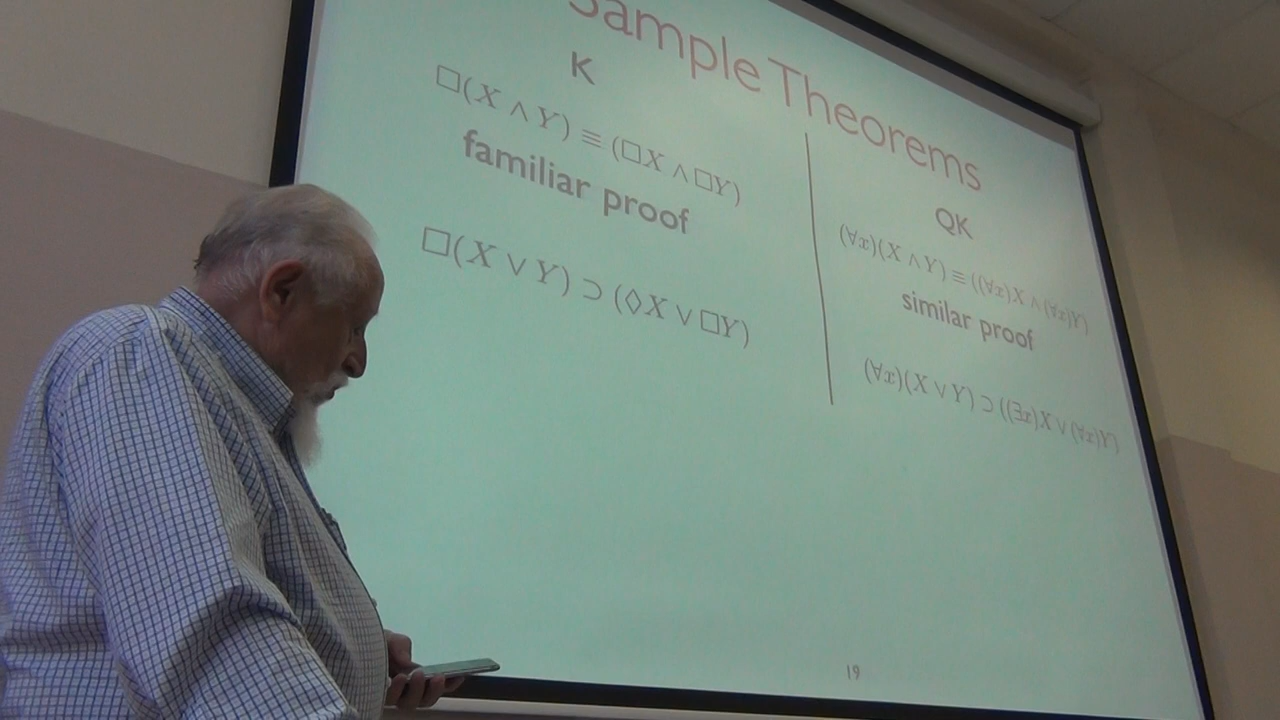 Sample Theorems
K
□(X ∧ Y) ≡ (□X ∧ □Y)
familiar proof
□(X ∨ Y) ⊃ (◊X ∨ □Y)
QK
(∀x)(X ∧ Y) ≡ ((∀x)X ∧ (∀x)Y)
similar proof
(∀x)(X ∨ Y) ⊃ ((∃x)X ∨ (∀x)Y)
19